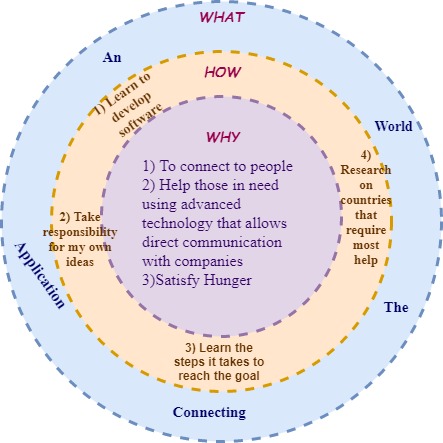 WHAT
An
World
The
Connecting
Application
HOW
1) Learn to
develop
software
2) Take
responsibility
for my own
ideas
3) Learn the
steps it takes to
reach the goal
4)
Research
on
countries
that
require
most
help
WHY
1) To connect to people
2) Help those in need
using advanced
technology that allows
direct communication
with companies
3)Satisfy Hunger